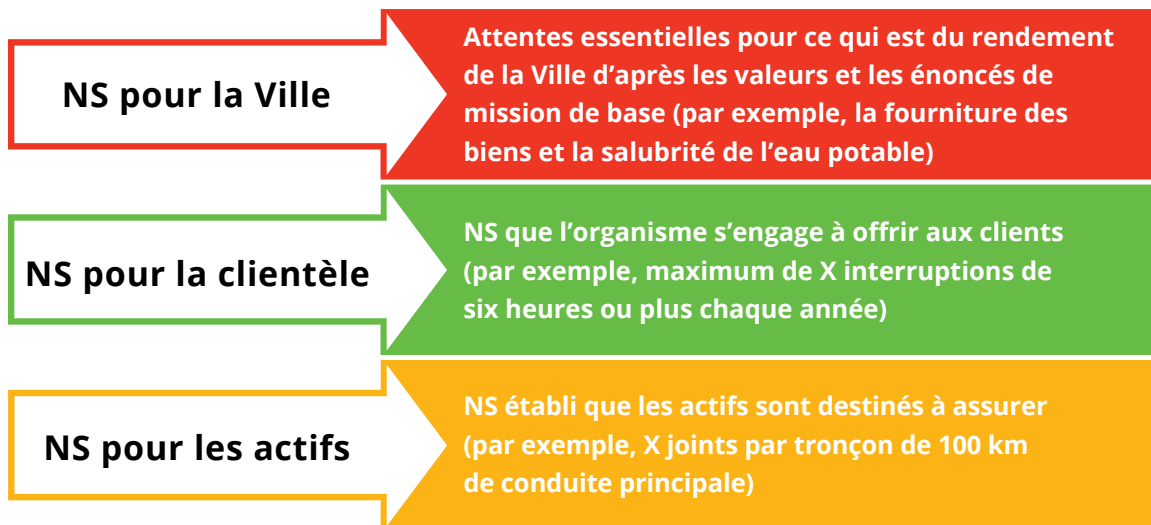 NS pour la Ville
Attentes essentielles pour ce qui est du rendement
de la Ville d’après les valeurs et les énoncés de
mission de base (par exemple, la fourniture des
biens et la salubrité de l’eau potable)
NS pour la clientèle
NS que l’organisme s’engage à offrir aux clients
(par exemple, maximum de X interruptions de
six heures ou plus chaque année)
NS pour les actifs
NS établi que les actifs sont destinés à assurer
(par exemple, X joints par tronçon de 100 km
de conduite principale)